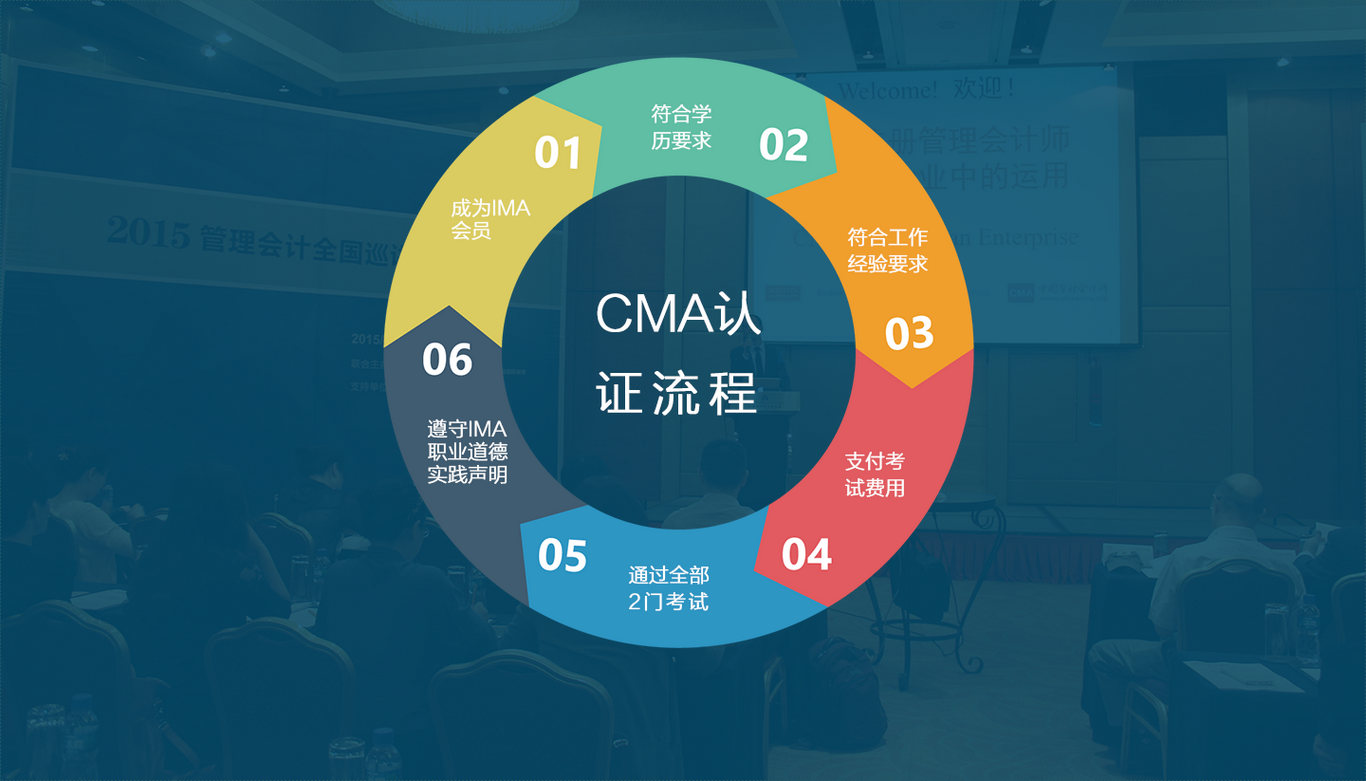 CMA认
证流程
01
成为IMA
会员
02
符合学
历要求
03
符合工作
经验要求
04
支付考
试费用
05
通过全部
2门考试
06
遵守IMA
职业道德
实践声明
Welcome! 欢迎!
册管理会计师
业中的运用
Enterprise
2015 管理会计全国巡